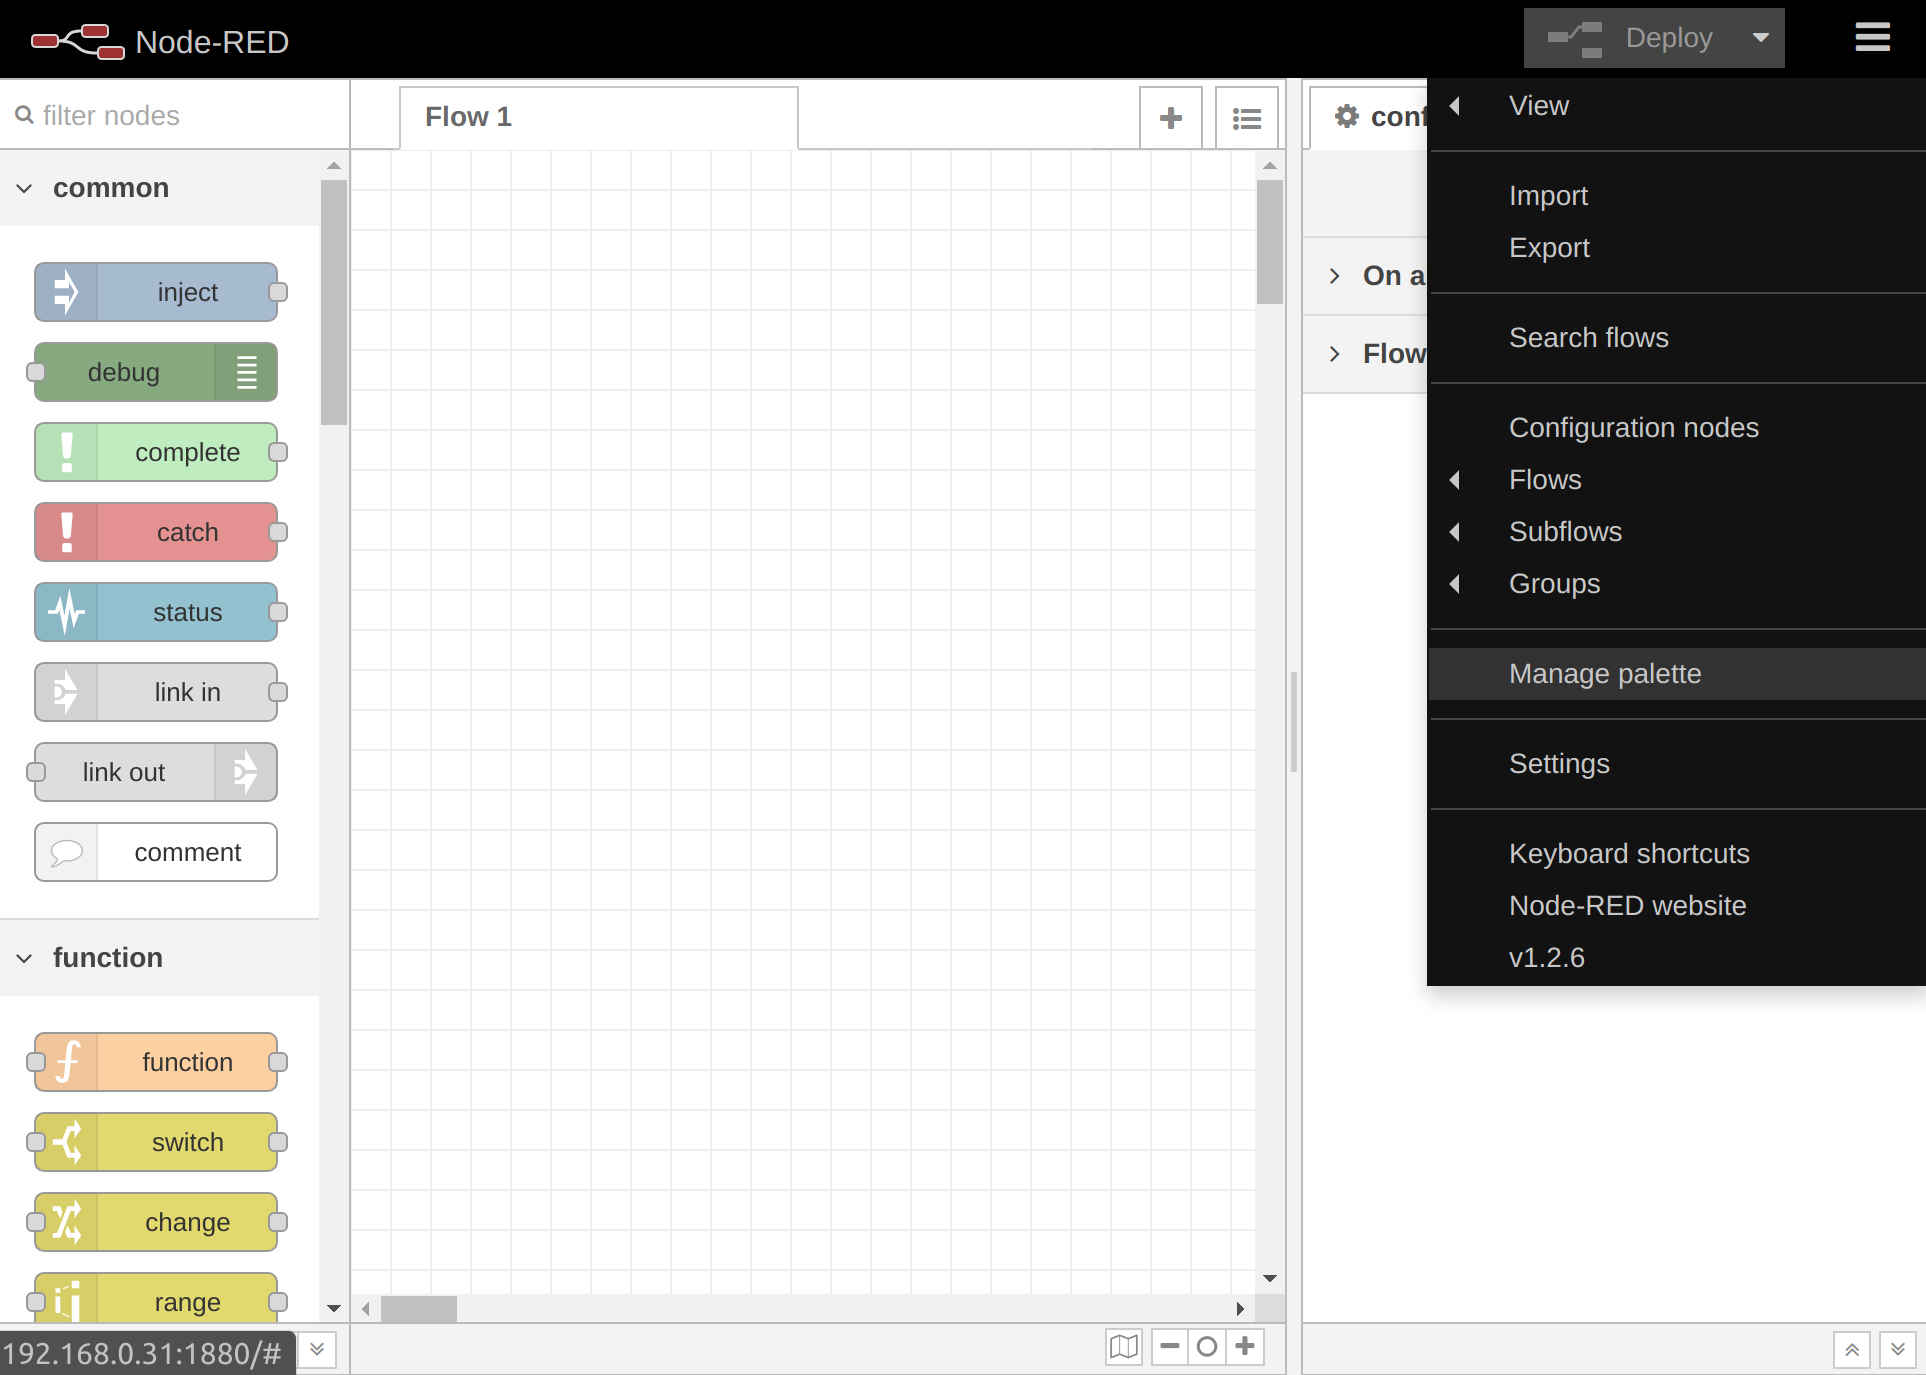 Node-RED
Deploy
filter nodes
Flow 1
conf
View
common
Import
Export
On a
inject
Search flows
Flow
debug
Configuration nodes
complete
Flows
catch
Subflows
Groups
status
Manage palette
link in
link out
Settings
comment
Keyboard shortcuts
Node-RED website
function
v1.2.6
function
switch
change
range
192.168.0.31:1880/#